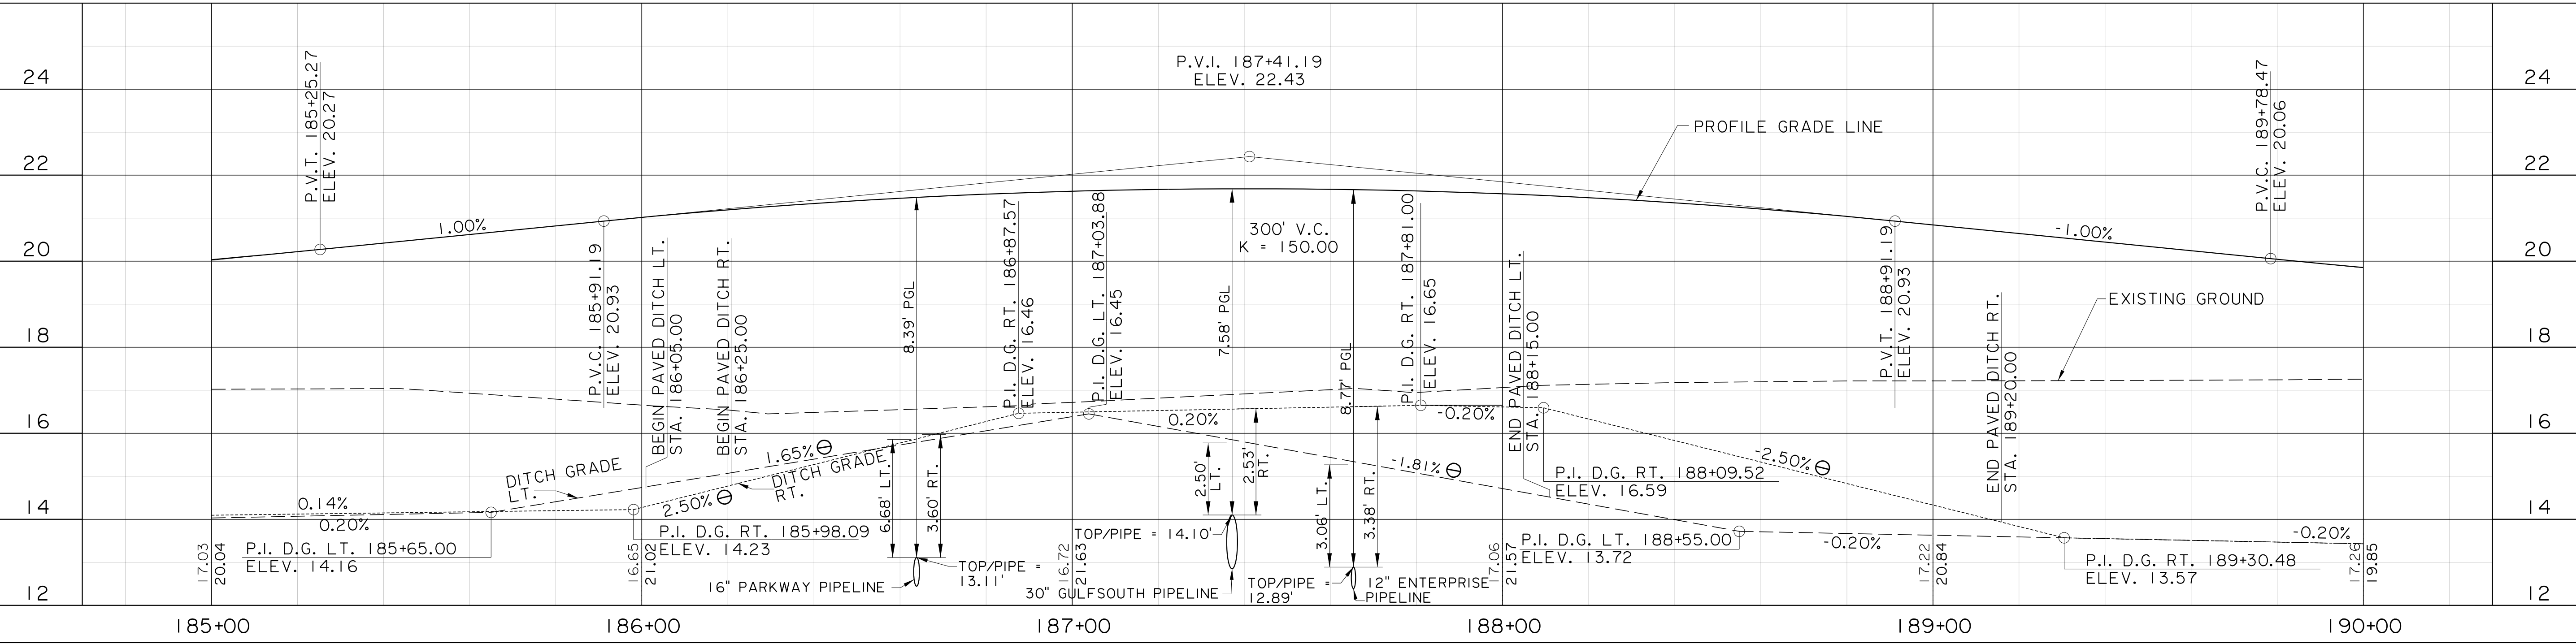 P.V.I. 187+41.19
ELEV. 22.43
24
24
22
22
20
20
18
18
16
16
14
14
12
12
P.V.T. 185+25.27
ELEV. 20.27
1.00%
P.V.C. 185+91.19
ELEV. 20.93
BEGIN PAVED DITCH LT.
STA. 186+05.00
BEGIN PAVED DITCH RT.
STA. 186+25.00
8.39' PGL
P.I. D.G. RT. 186+87.57
ELEV. 16.46
P.I. D.G. LT. 187+03.88
ELEV. 16.45
7.58' PGL
300' V.C.
K = 150.00
8.77' PGL
P.I. D.G. RT. 187+81.00
ELEV. 16.65
END PAVED DITCH LT.
STA. 188+15.00
PROFILE GRADE LINE
P.V.T. 188+91.19
ELEV. 20.93
-1.00%
P.V.C. 189+78.47
ELEV. 20.06
EXISTING GROUND
END PAVED DITCH RT.
STA. 189+20.00
DITCH GRADE
LT.
1.65%
DITCH GRADE
RT.
2.50%
0.14%
0.20%
P.I. D.G. LT. 185+65.00
ELEV. 14.16
P.I. D.G. RT. 185+98.09
ELEV. 14.23
6.68' LT.
3.60' RT.
0.20%
2.50'
LT.
2.53'
RT.
3.06' LT.
3.38' RT.
-0.20%
-1.81%
P.I. D.G. RT. 188+09.52
ELEV. 16.59
-2.50%
P.I. D.G. LT. 188+55.00
ELEV. 13.72
-0.20%
P.I. D.G. RT. 189+30.48
ELEV. 13.57
-0.20%
16" PARKWAY PIPELINE
TOP/PIPE =
13.11'
TOP/PIPE = 14.10'
30" GULFSOUTH PIPELINE
TOP/PIPE =
12.89'
12" ENTERPRISE
PIPELINE
17.03
20.04
16.65
21.02
16.72
21.63
17.06
21.57
17.22
20.84
17.26
19.85
185+00
186+00
187+00
188+00
189+00
190+00